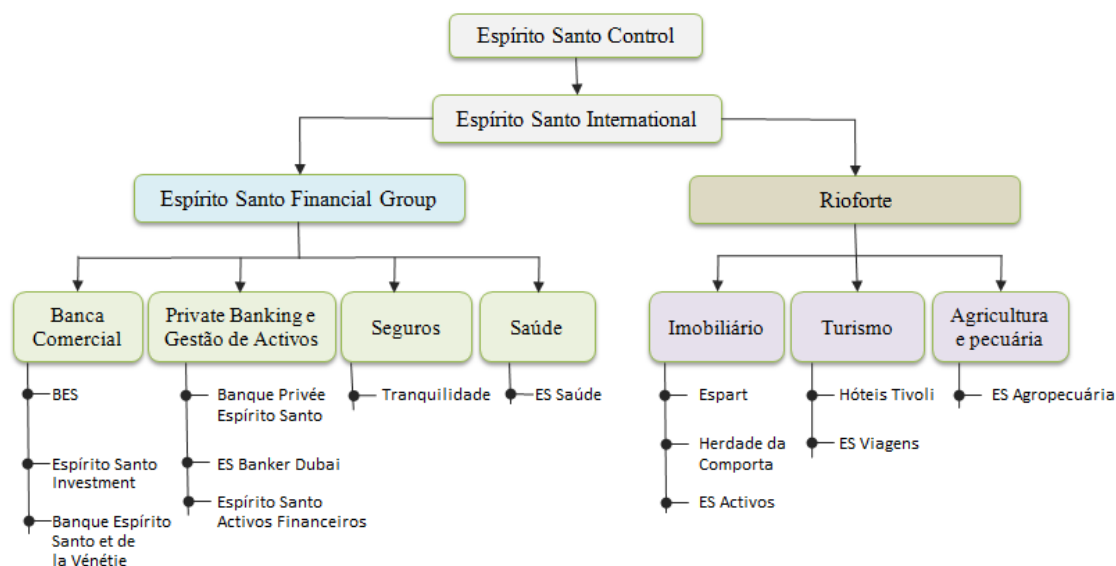 Espírito Santo Control
Espírito Santo International
Espírito Santo Financial Group
Rioforte
Banca
Comercial
Private Banking e
Gestão de Activos
Seguros
Saúde
Imobiliário
Turismo
Agricultura
e pecuária
BES
Espírito Santo
Investment
Banque Espírito
Santo et de
la Vénétie
Banque Privée
Espírito Santo
ES Banker Dubai
Espírito Santo
Activos Financeiros
Tranquilidade
ES Saúde
Espart
Herdade da
Comporta
ES Activos
Hóteis Tivoli
ES Viagens
ES Agropecuária